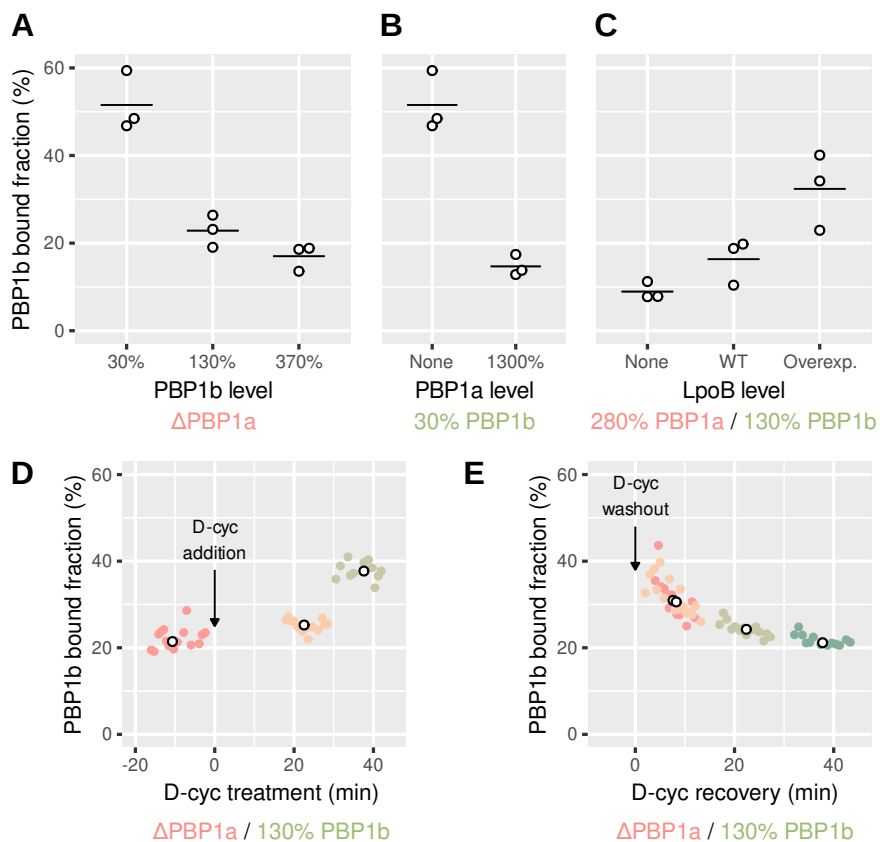 A
B
C
PBP1b bound fraction (%)
60
40
20
0
30%
130%
370%
PBP1b level
ΔPBP1a
None
1300%
PBP1a level
30% PBP1b
None
WT
Overexp.
LpoB level
280% PBP1a / 130% PBP1b
D
PBP1b bound fraction (%)
60
40
20
0
D-cyc
addition
-20
0
20
40
D-cyc treatment (min)
ΔPBP1a / 130% PBP1b
E
PBP1b bound fraction (%)
60
40
20
0
D-cyc
washout
0
20
40
D-cyc recovery (min)
ΔPBP1a / 130% PBP1b